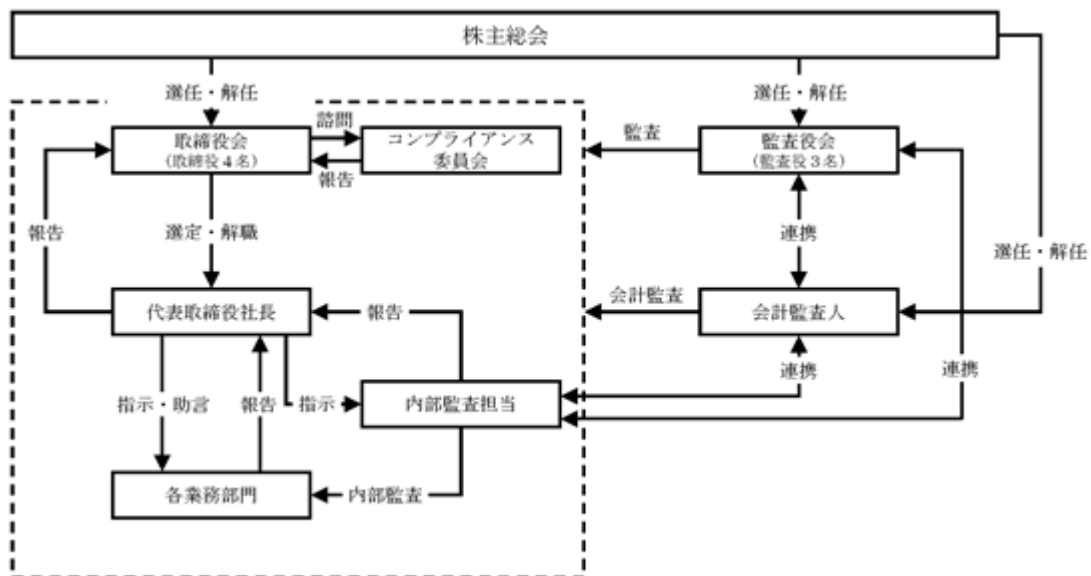 株主総会
選任・解任
選任・解任
諮問
取締役会
(取締役4名)
コンプライアンス
委員会
報告
監査
監査役会
(監査役3名)
報告
選定・解職
連携
選任・解任
代表取締役社長
報告
会計監査
会計監査人
連携
連携
指示・助言
報告
指示
内部監査担当
各業務部門
内部監査